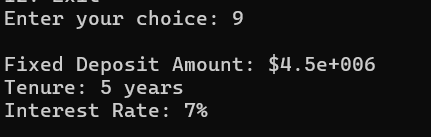 Enter your choice: 9
Fixed Deposit Amount: $4.5e+006
Tenure: 5 years
Interest Rate: 7%